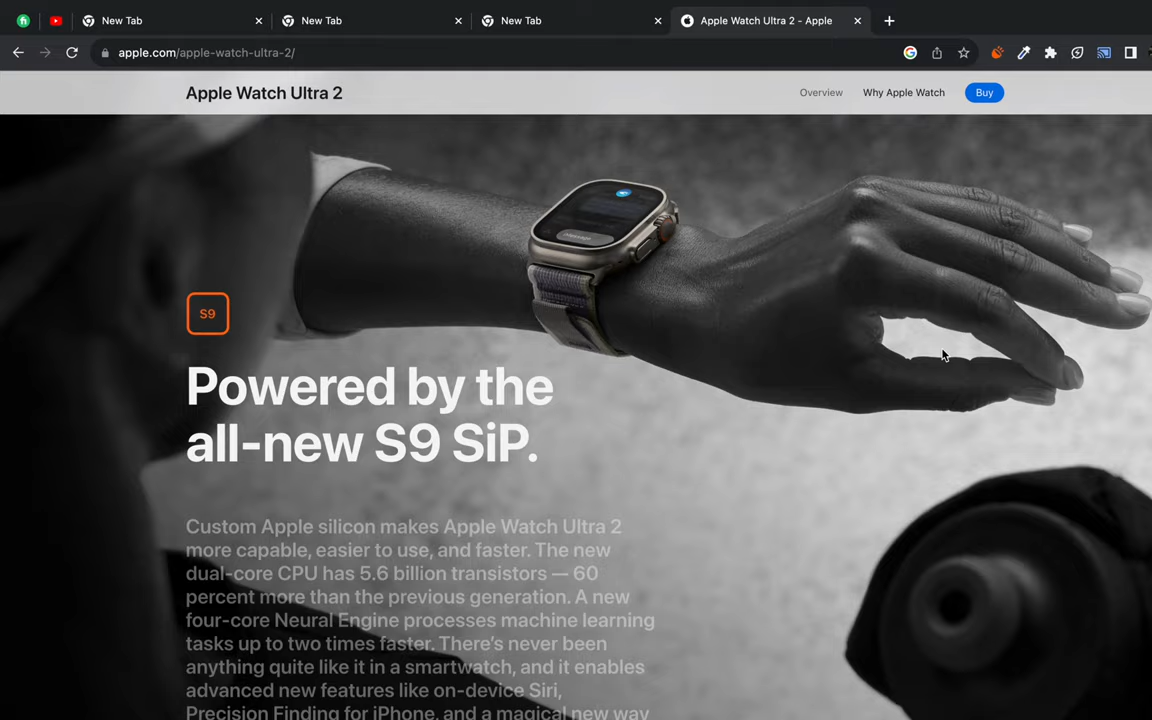 New Tab
New Tab
New Tab
Apple Watch Ultra 2 - Apple
apple.com/apple-watch-ultra-2/
Apple Watch Ultra 2
Overview
Why Apple Watch
Buy
S9
Powered by the
all-new S9 SiP.
Custom Apple silicon makes Apple Watch Ultra 2
more capable, easier to use, and faster. The new
dual-core CPU has 5.6 billion transistors — 60
percent more than the previous generation. A new
four-core Neural Engine processes machine learning
tasks up to two times faster. There's never been
anything quite like it in a smartwatch, and it enables
advanced new features like on-device Siri,
Precision Finding for iPhone, and a magical new way